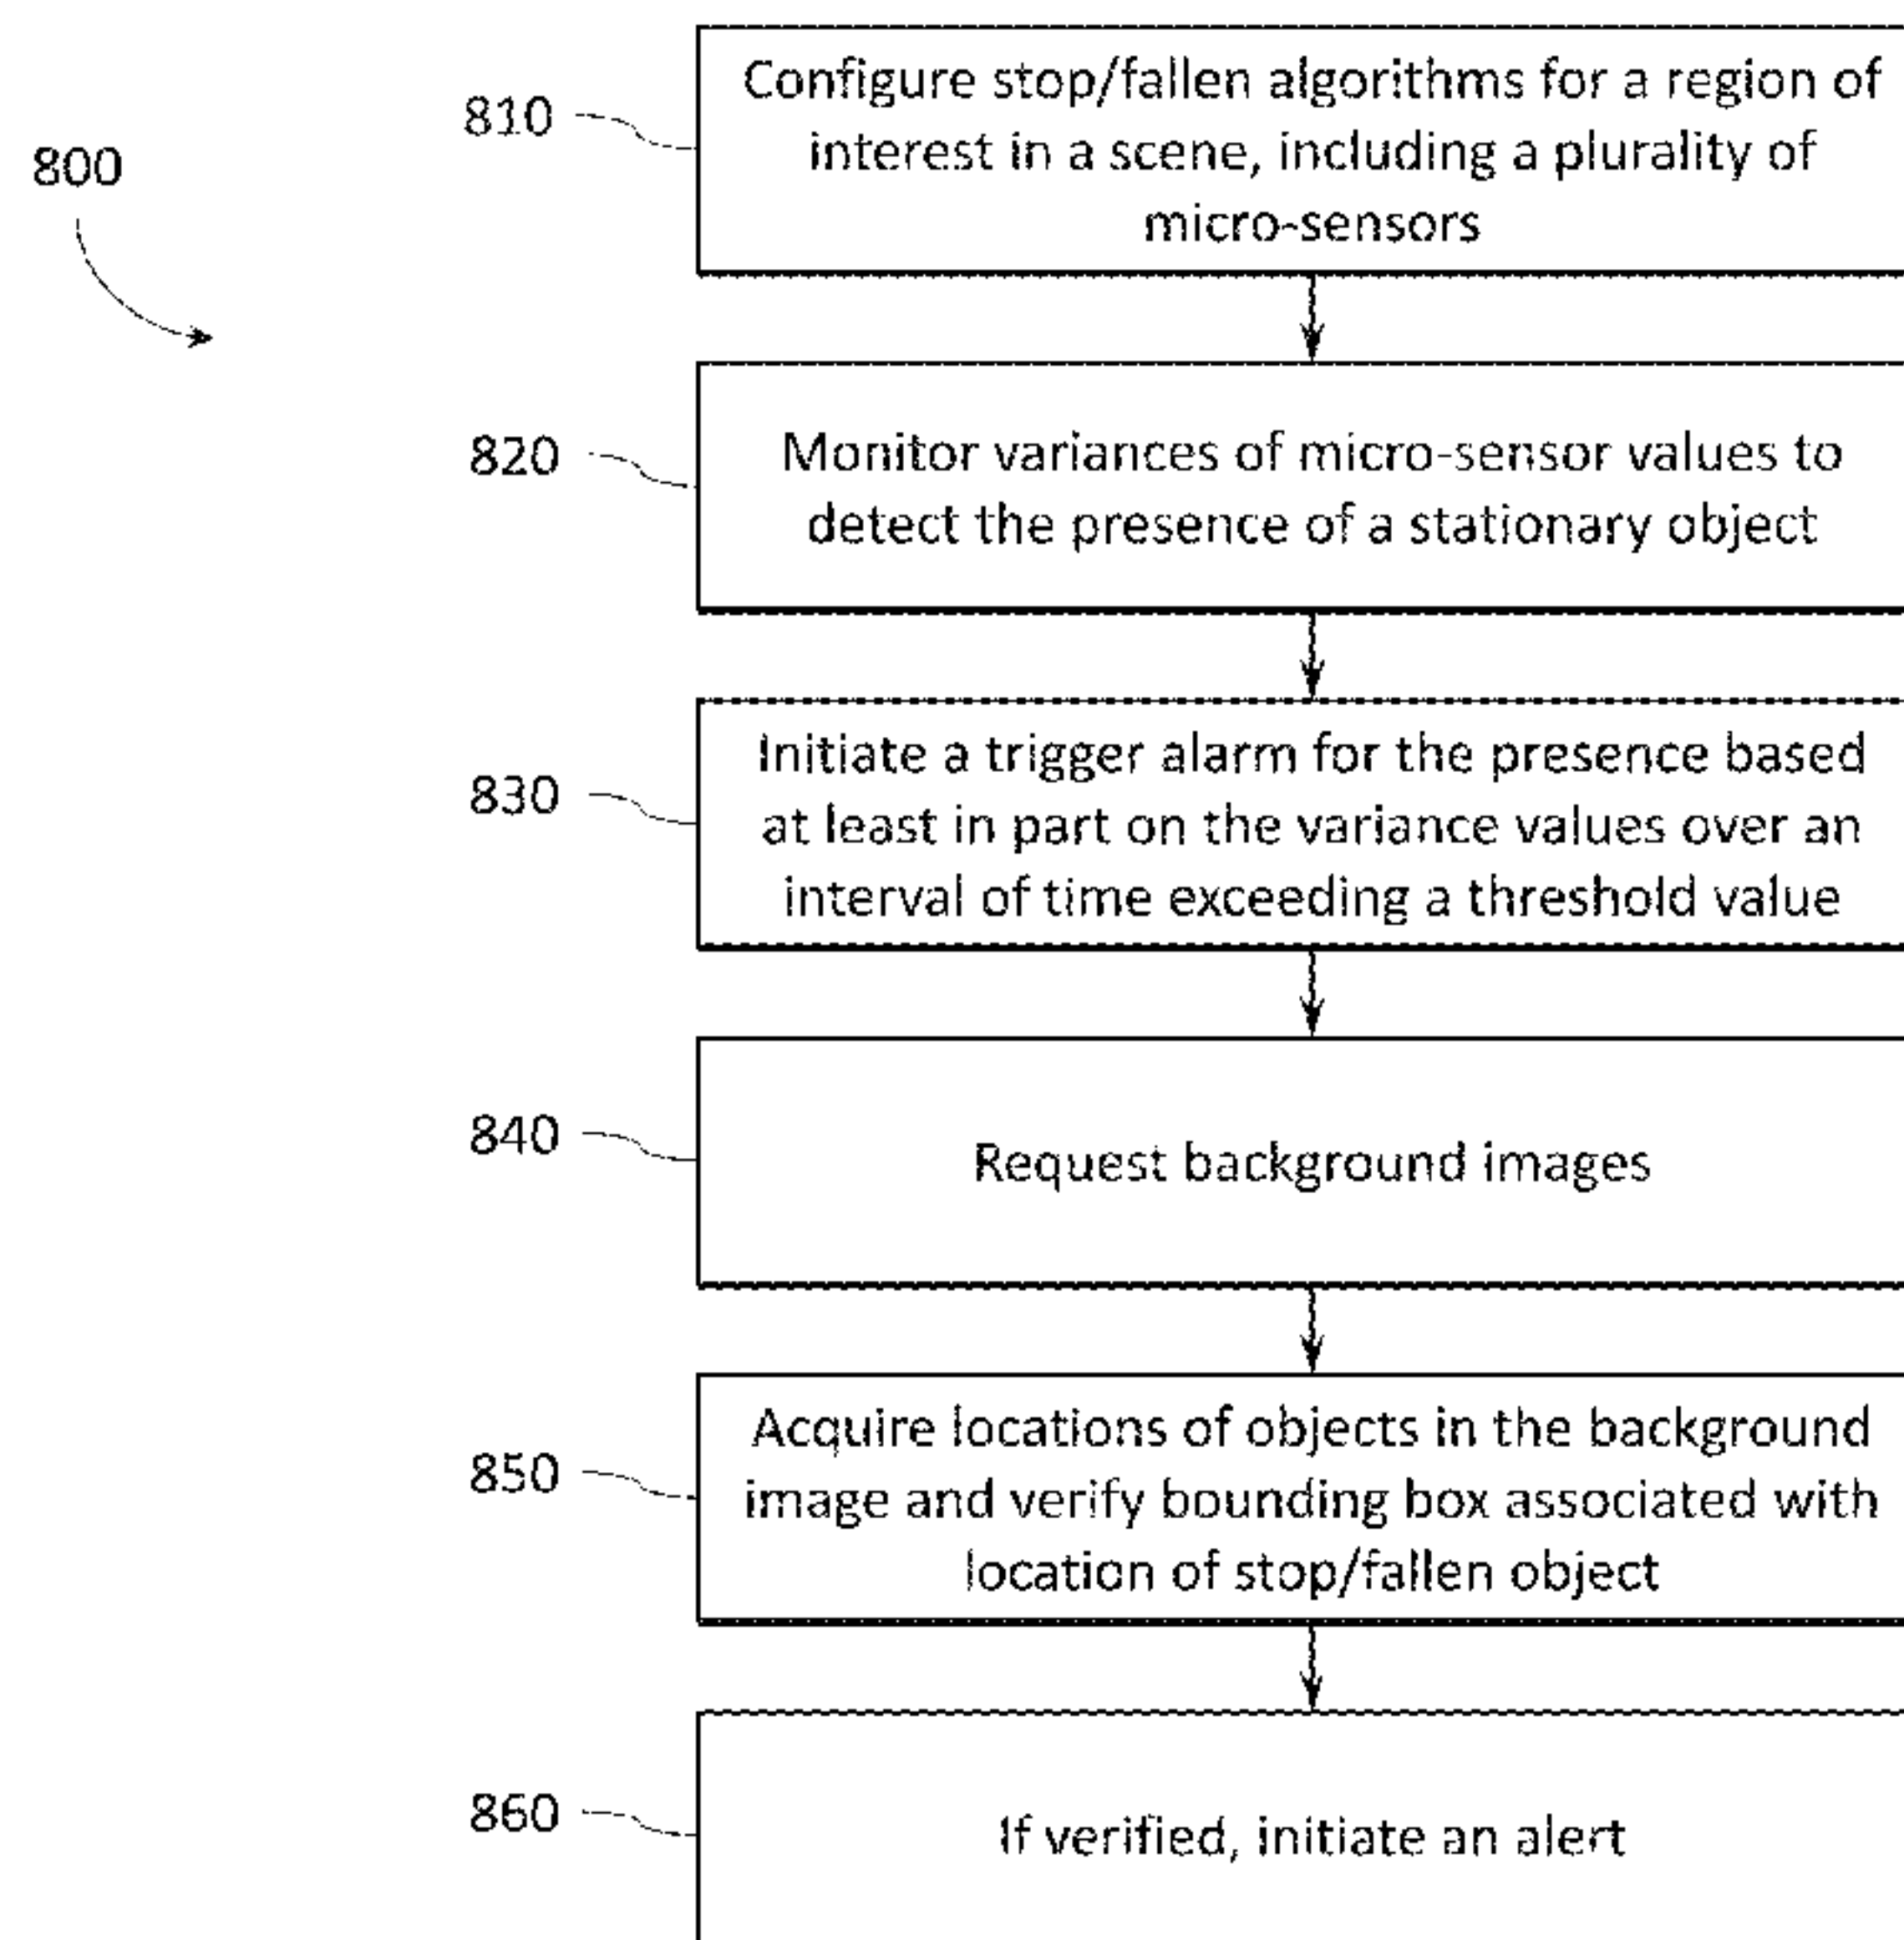 800
810
Configure stop/fallen algorithms for a region of
interest in a scene, including a plurality of
micro-sensors
820
Monitor variances of micro-sensor values to
detect the presence of a stationary object
830
Initiate a trigger alarm for the presence based
at least in part on the variance values over an
interval of time exceeding a threshold value
840
Request background images
850
Acquire locations of objects in the background
image and verify bounding box associated with
location of stop/fallen object
860
If verified, initiate an alert